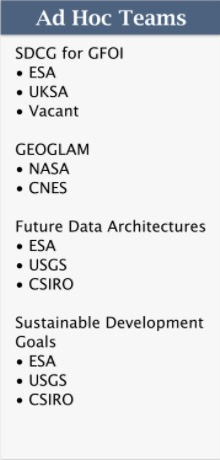 Ad Hoc Teams
SDCG for GFOI
• ESA
• UKSA
• Vacant
GEOGLAM
• NASA
• CNES
Future Data Architectures
• ESA
• USGS
• CSIRO
Sustainable Development
Goals
• ESA
• USGS
• CSIRO